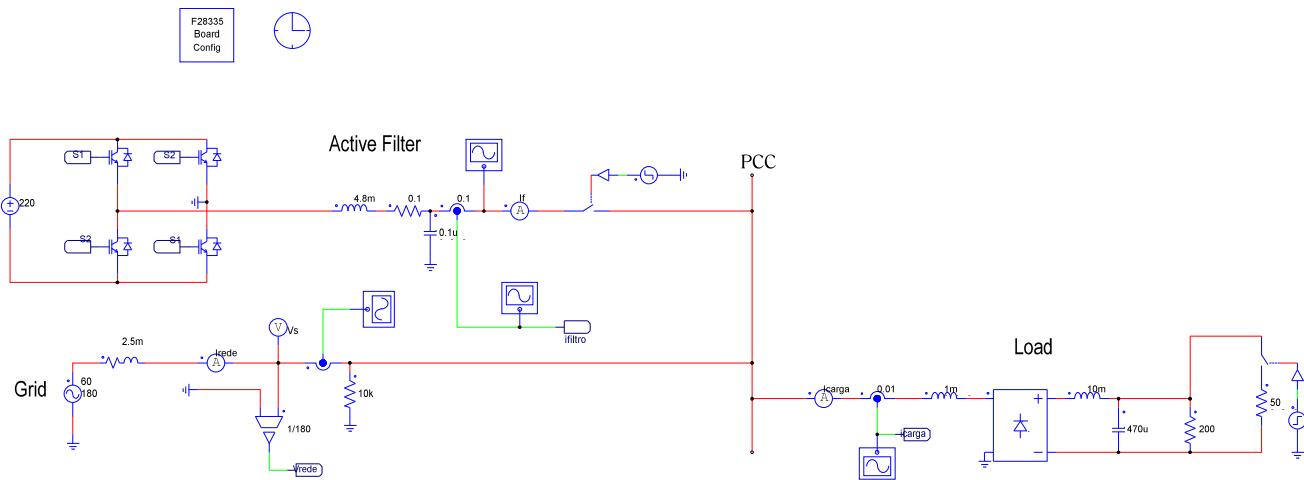 F28335
Board
Config
Active Filter
PCC
S1
S2
220
4.8m
0.1
0.1
If
A
S2
S1
0.1u
ifiltro
V
Vs
2.5m
Irede
A
Grid
60
180
10k
1/180
Vrede
Load
Icarga
A
0.01
1m
10m
icarga
470u
200
50